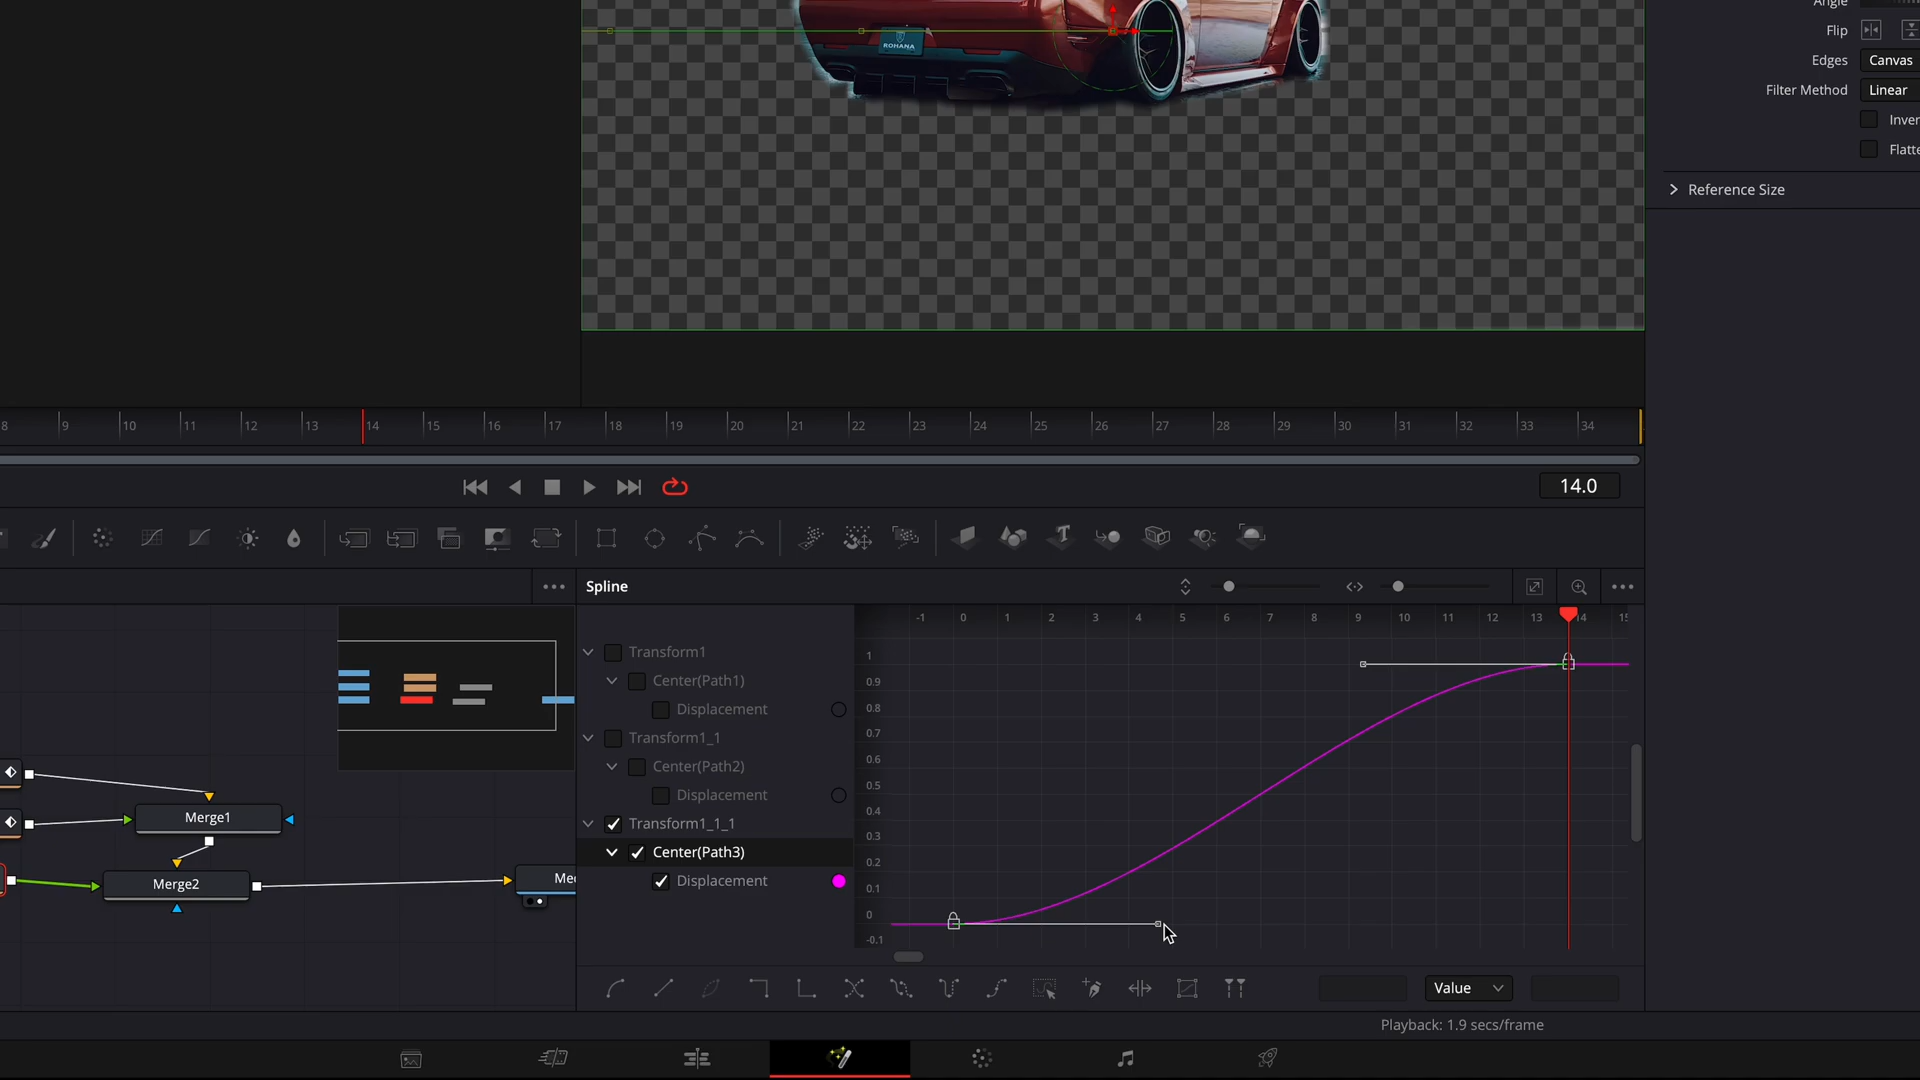 Angle
Flip
ROHANA
Edges Canvas
Filter Method Linear
Inver
Flatte
Reference Size
8 9 10 11 12 13 14 15 16 17 18 19 20 21 22 23 24 25 26 27 28 29 30 31 32 33 34
14.0
Spline
-1 0 1 2 3 4 5 6 7 8 9 10 11 12 13 14 15
Transform1
Center(Path1)
Displacement
Transform1_1
Center(Path2)
Displacement
Transform1_1_1
Center(Path3)
Displacement
1
0.9
0.8
0.7
0.6
0.5
0.4
0.3
0.2
0.1
0
-0.1
Merge1
Merge2
Me
Value
Playback: 1.9 secs/frame